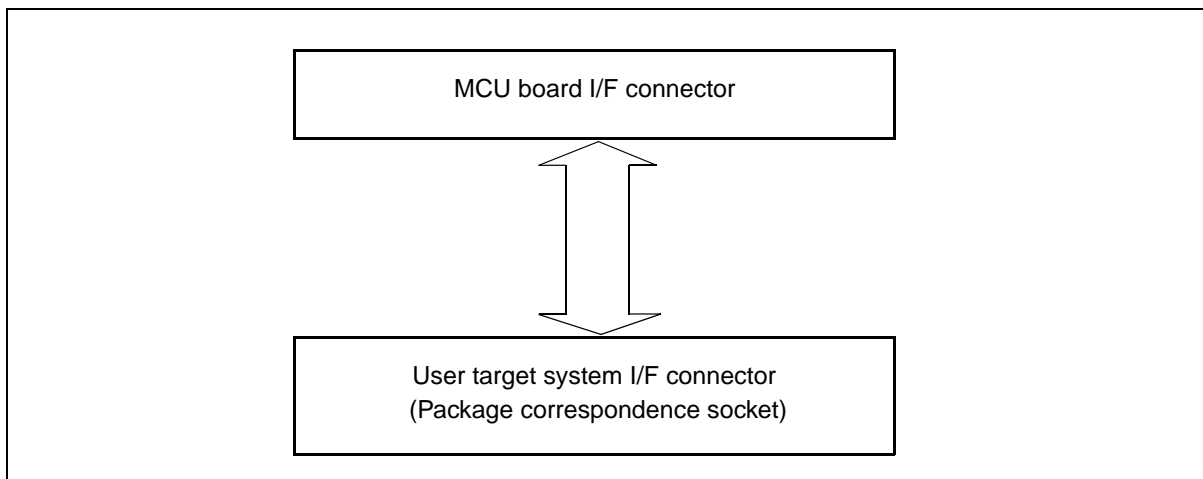 MCU board I/F connector
User target system I/F connector
(Package correspondence socket)